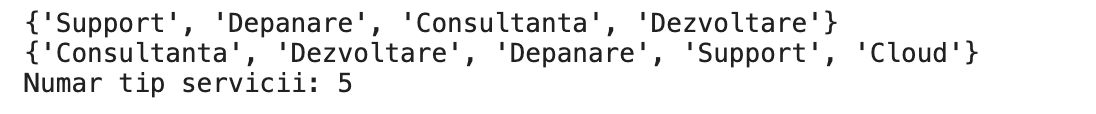 {'Support', 'Depanare', 'Consultanta', 'Dezvoltare'}
{'Consultanta', 'Dezvoltare', 'Depanare', 'Support', 'Cloud'}
Numar tip servicii: 5